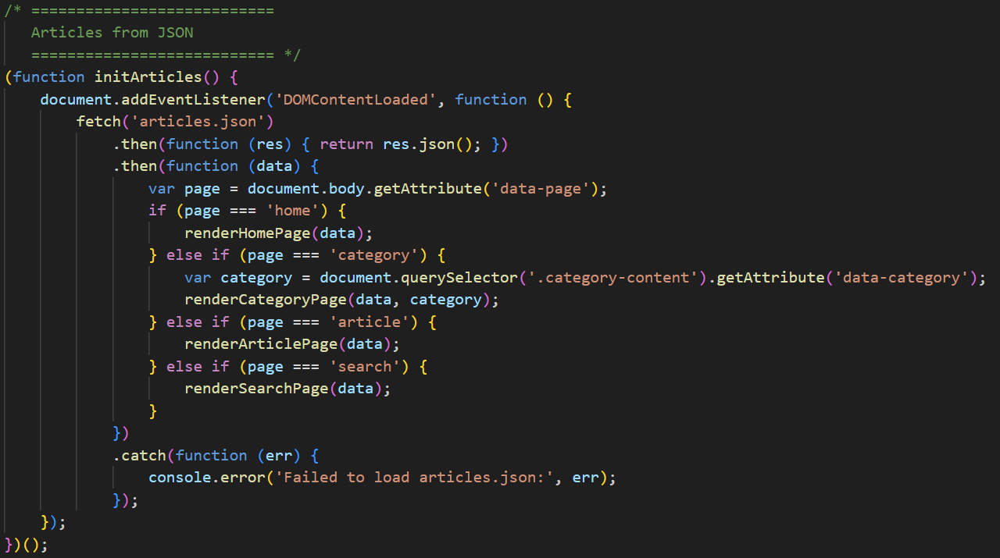 /* ===========================
   Articles from JSON
   =========================== */
(function initArticles() {
    document.addEventListener('DOMContentLoaded', function () {
        fetch('articles.json')
            .then(function (res) { return res.json(); })
            .then(function (data) {
                var page = document.body.getAttribute('data-page');
                if (page === 'home') {
                    renderHomePage(data);
                } else if (page === 'category') {
                    var category = document.querySelector('.category-content').getAttribute('data-category');
                    renderCategoryPage(data, category);
                } else if (page === 'article') {
                    renderArticlePage(data);
                } else if (page === 'search') {
                    renderSearchPage(data);
                }
            })
            .catch(function (err) {
                console.error('Failed to load articles.json:', err);
            });
    });
})();